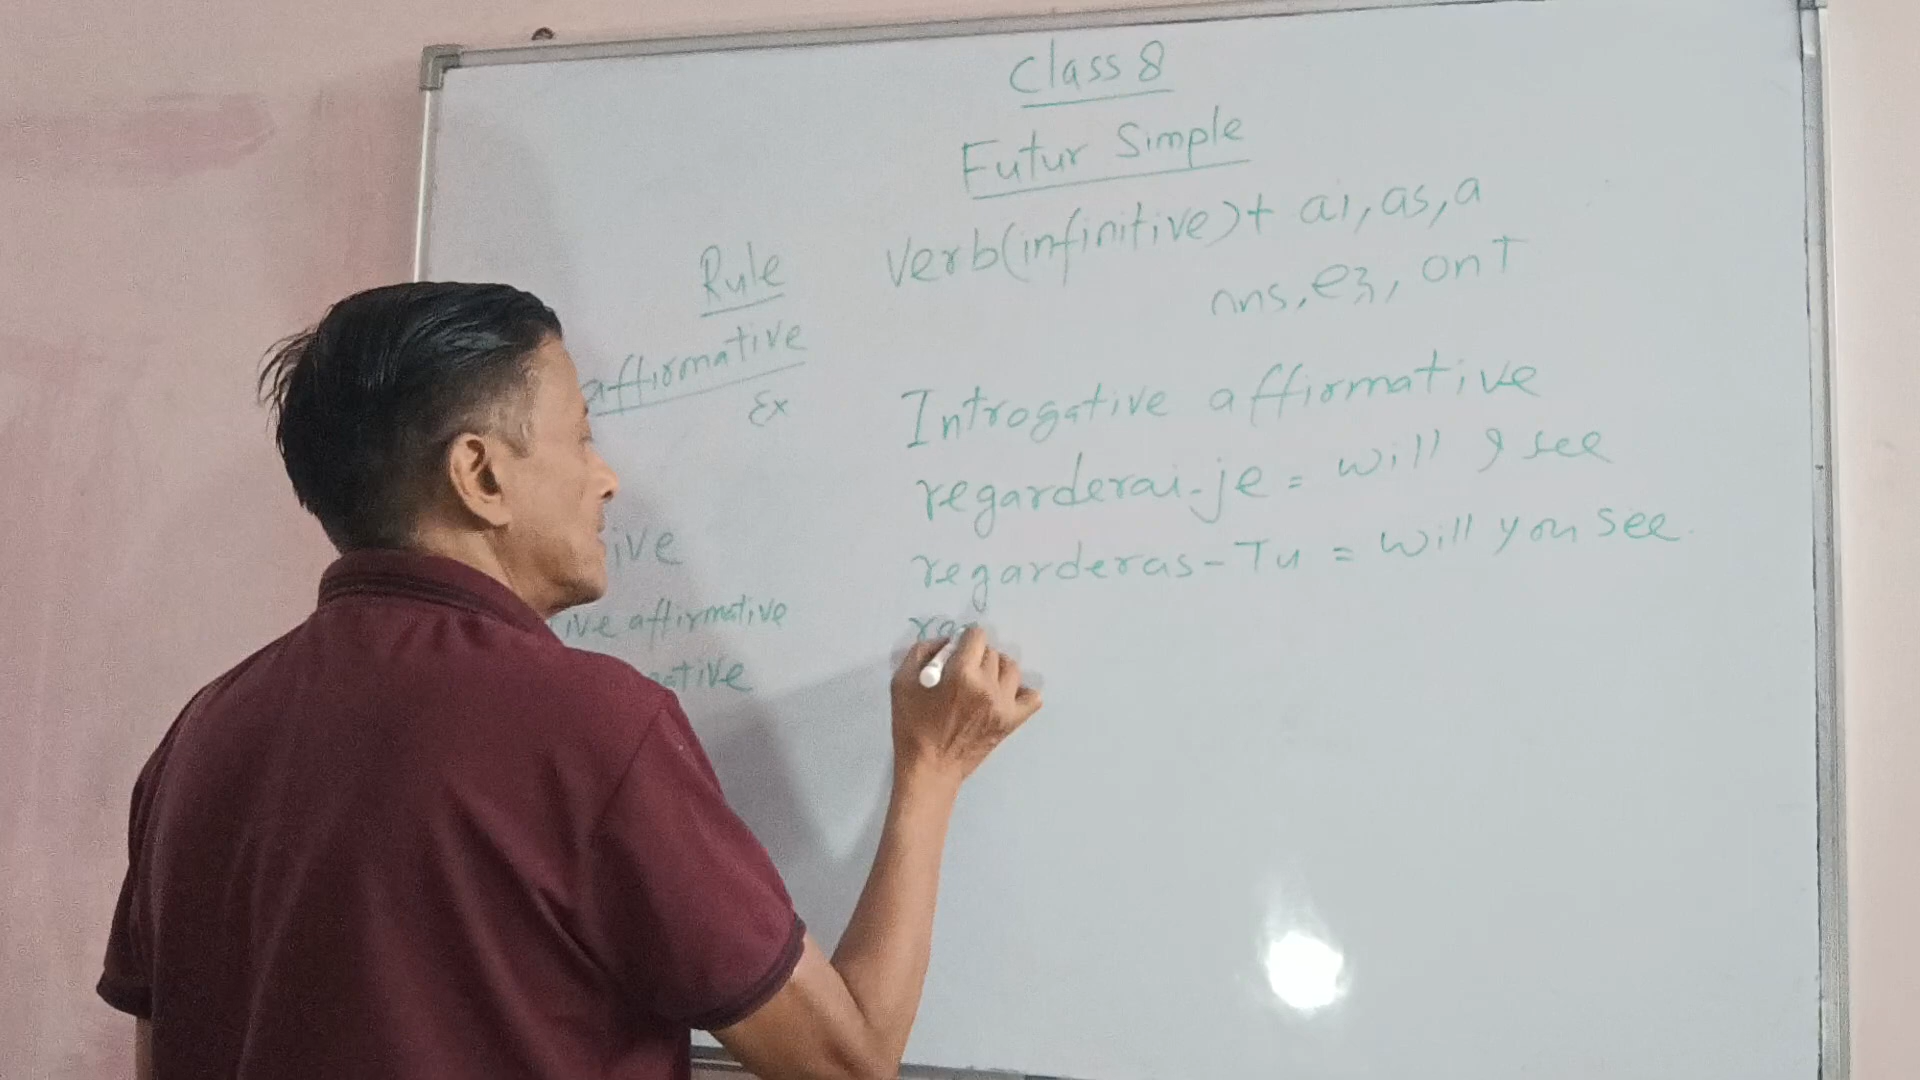 Class 8
Futur Simple
Rule verb(infinitive)+ ai, as, a
ons, ez, ont
affirmative
Ex
Introgative affirmative
regarderai-je = will I see
regarderas-Tu = will you see
ive
ive affirmative
ative